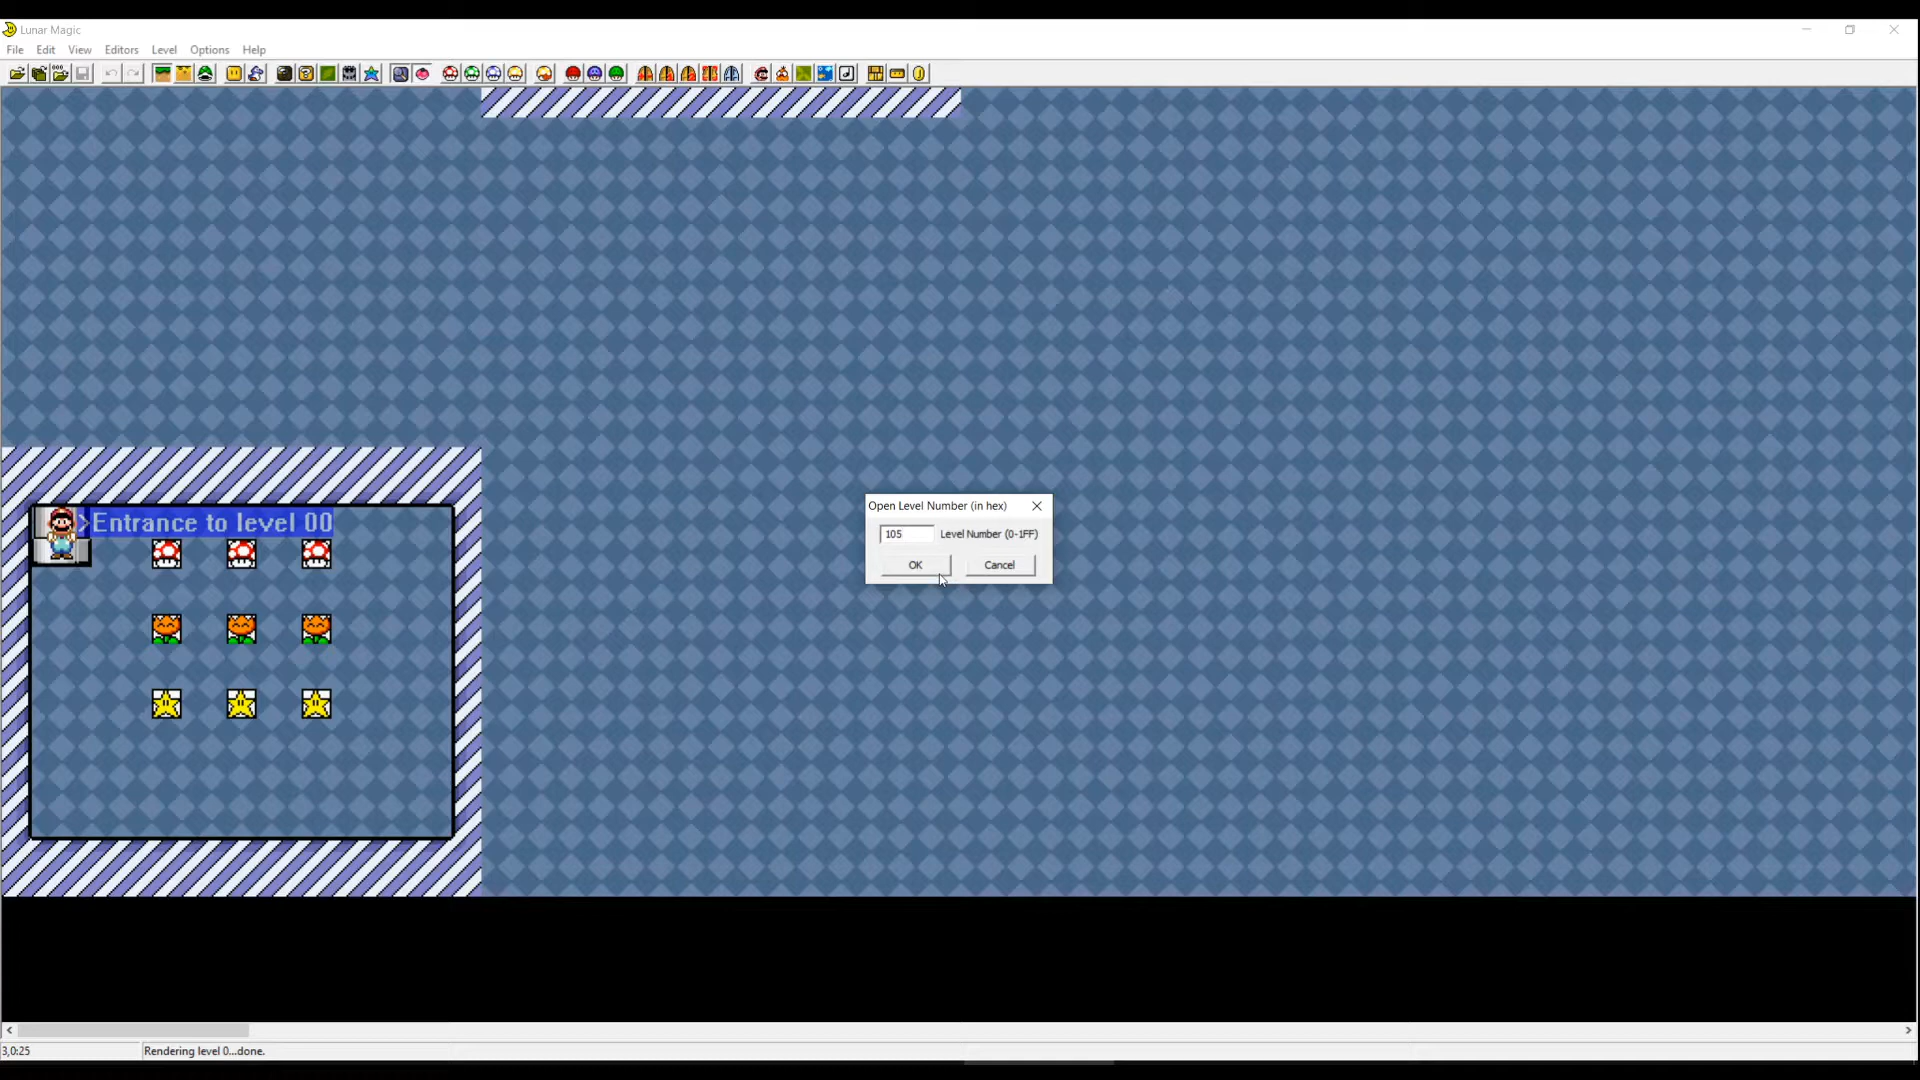 Lunar Magic
File Edit View Editors Level Options Help
Open Level Number (in hex)
105 Level Number (0-1FF)
OK Cancel
>Entrance to level 00
3,0:25 Rendering level 0...done.